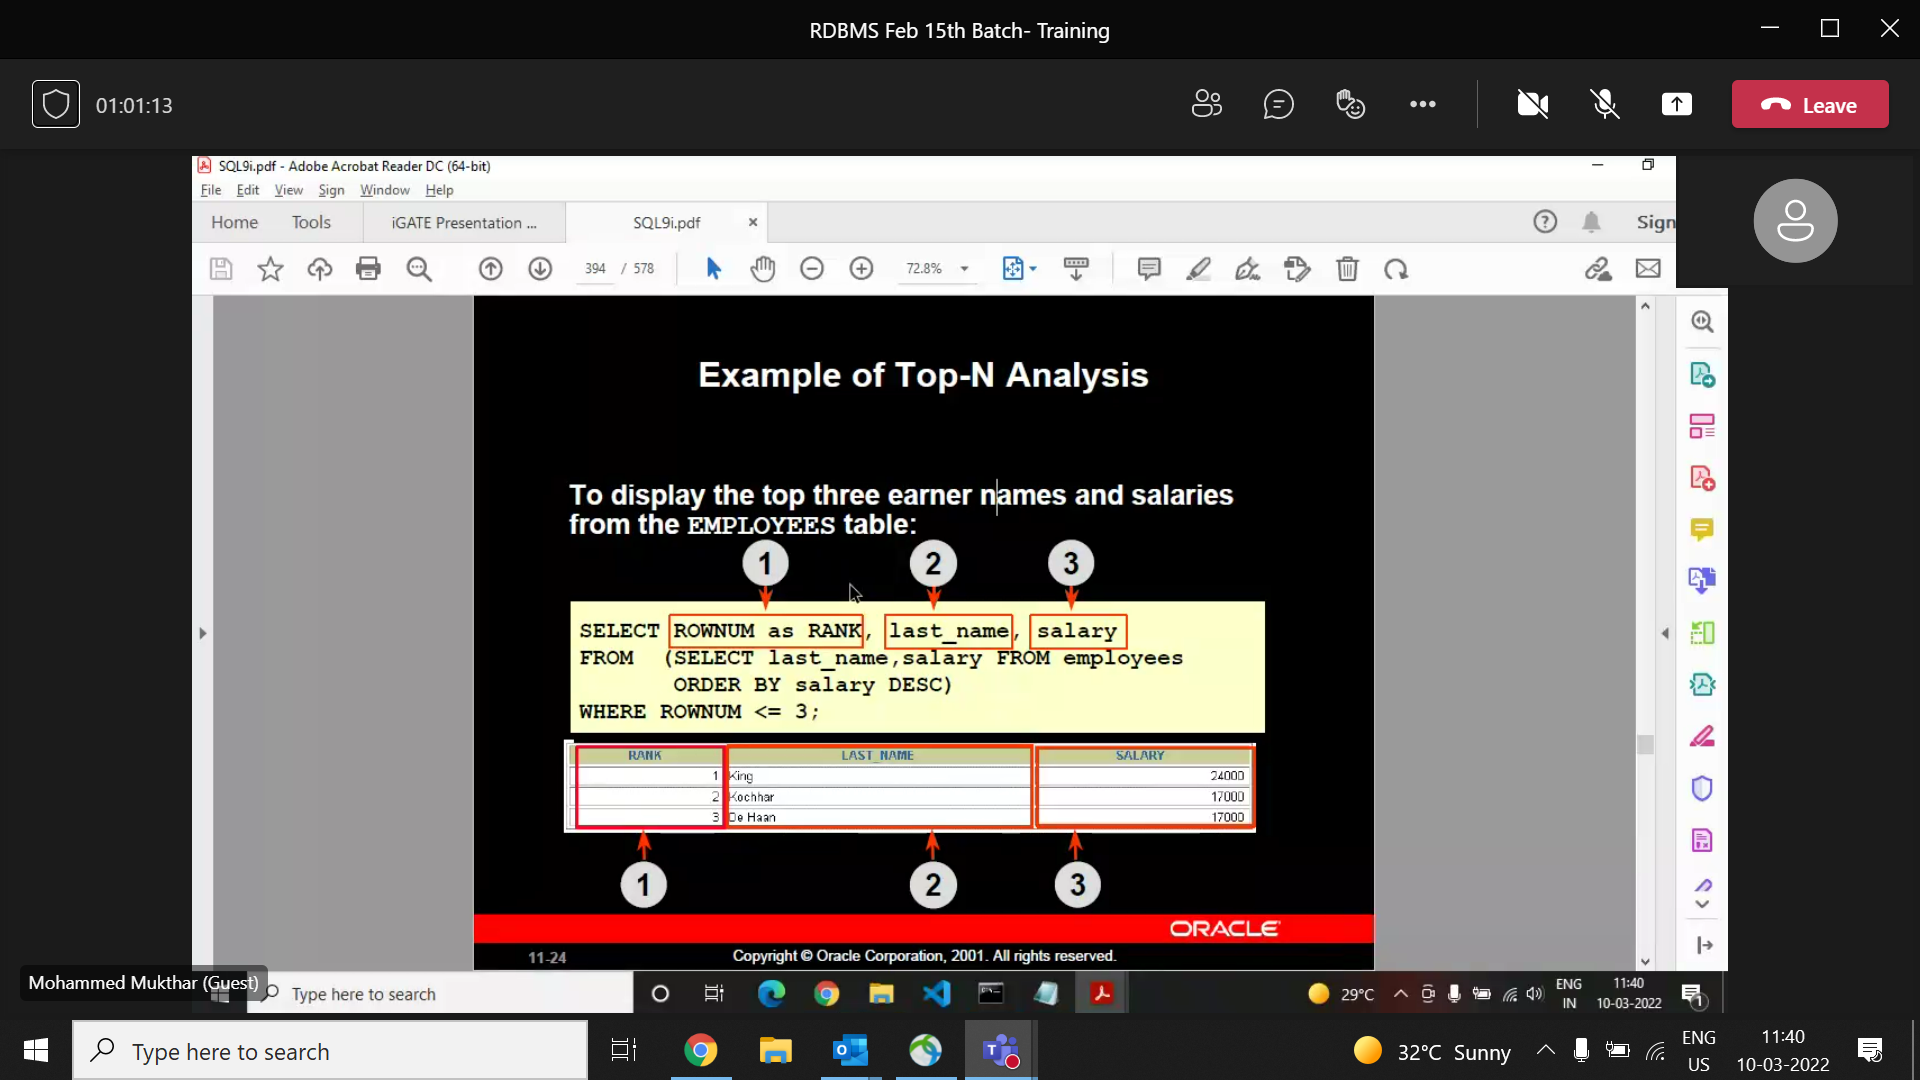 RDBMS Feb 15th Batch- Training
01:01:13
Leave
SQL9i.pdf - Adobe Acrobat Reader DC (64-bit)
File Edit View Sign Window Help
Home Tools iGATE Presentation ... SQL9i.pdf × Sign
394 / 578 72.8%
Example of Top-N Analysis
To display the top three earner names and salaries
from the EMPLOYEES table:
1 2 3
SELECT ROWNUM as RANK, last_name, salary
FROM (SELECT last_name,salary FROM employees
ORDER BY salary DESC)
WHERE ROWNUM <= 3;
RANK LAST_NAME SALARY
1 King 24000
2 Kochhar 17000
3 De Haan 17000
1 2 3
ORACLE
11-24 Copyright © Oracle Corporation, 2001. All rights reserved.
Mohammed Mukthar (Guest)
Type here to search 29°C ENG IN 11:40 10-03-2022 1
Type here to search 32°C Sunny ENG US 11:40 10-03-2022